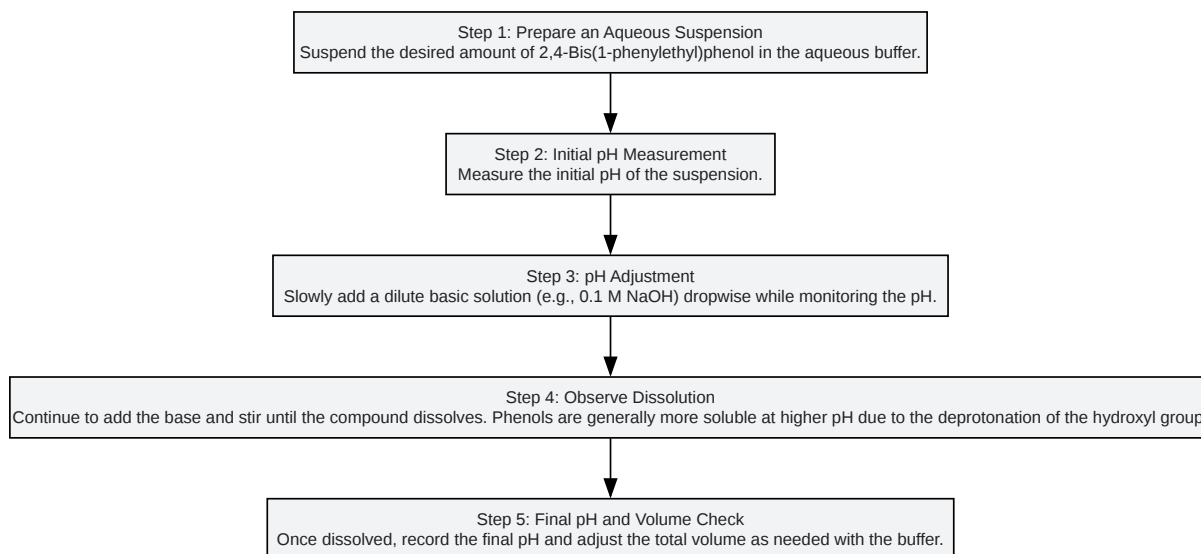 Step 1: Prepare an Aqueous Suspension
Suspend the desired amount of 2,4-Bis(1-phenylethyl)phenol in the aqueous buffer.
Step 2: Initial pH Measurement
Measure the initial pH of the suspension.
Step 3: pH Adjustment
Slowly add a dilute basic solution (e.g., 0.1 M NaOH) dropwise while monitoring the pH.
Step 4: Observe Dissolution
Continue to add the base and stir until the compound dissolves. Phenols are generally more soluble at higher pH due to the deprotonation of the hydroxyl group.
Step 5: Final pH and Volume Check
Once dissolved, record the final pH and adjust the total volume as needed with the buffer.